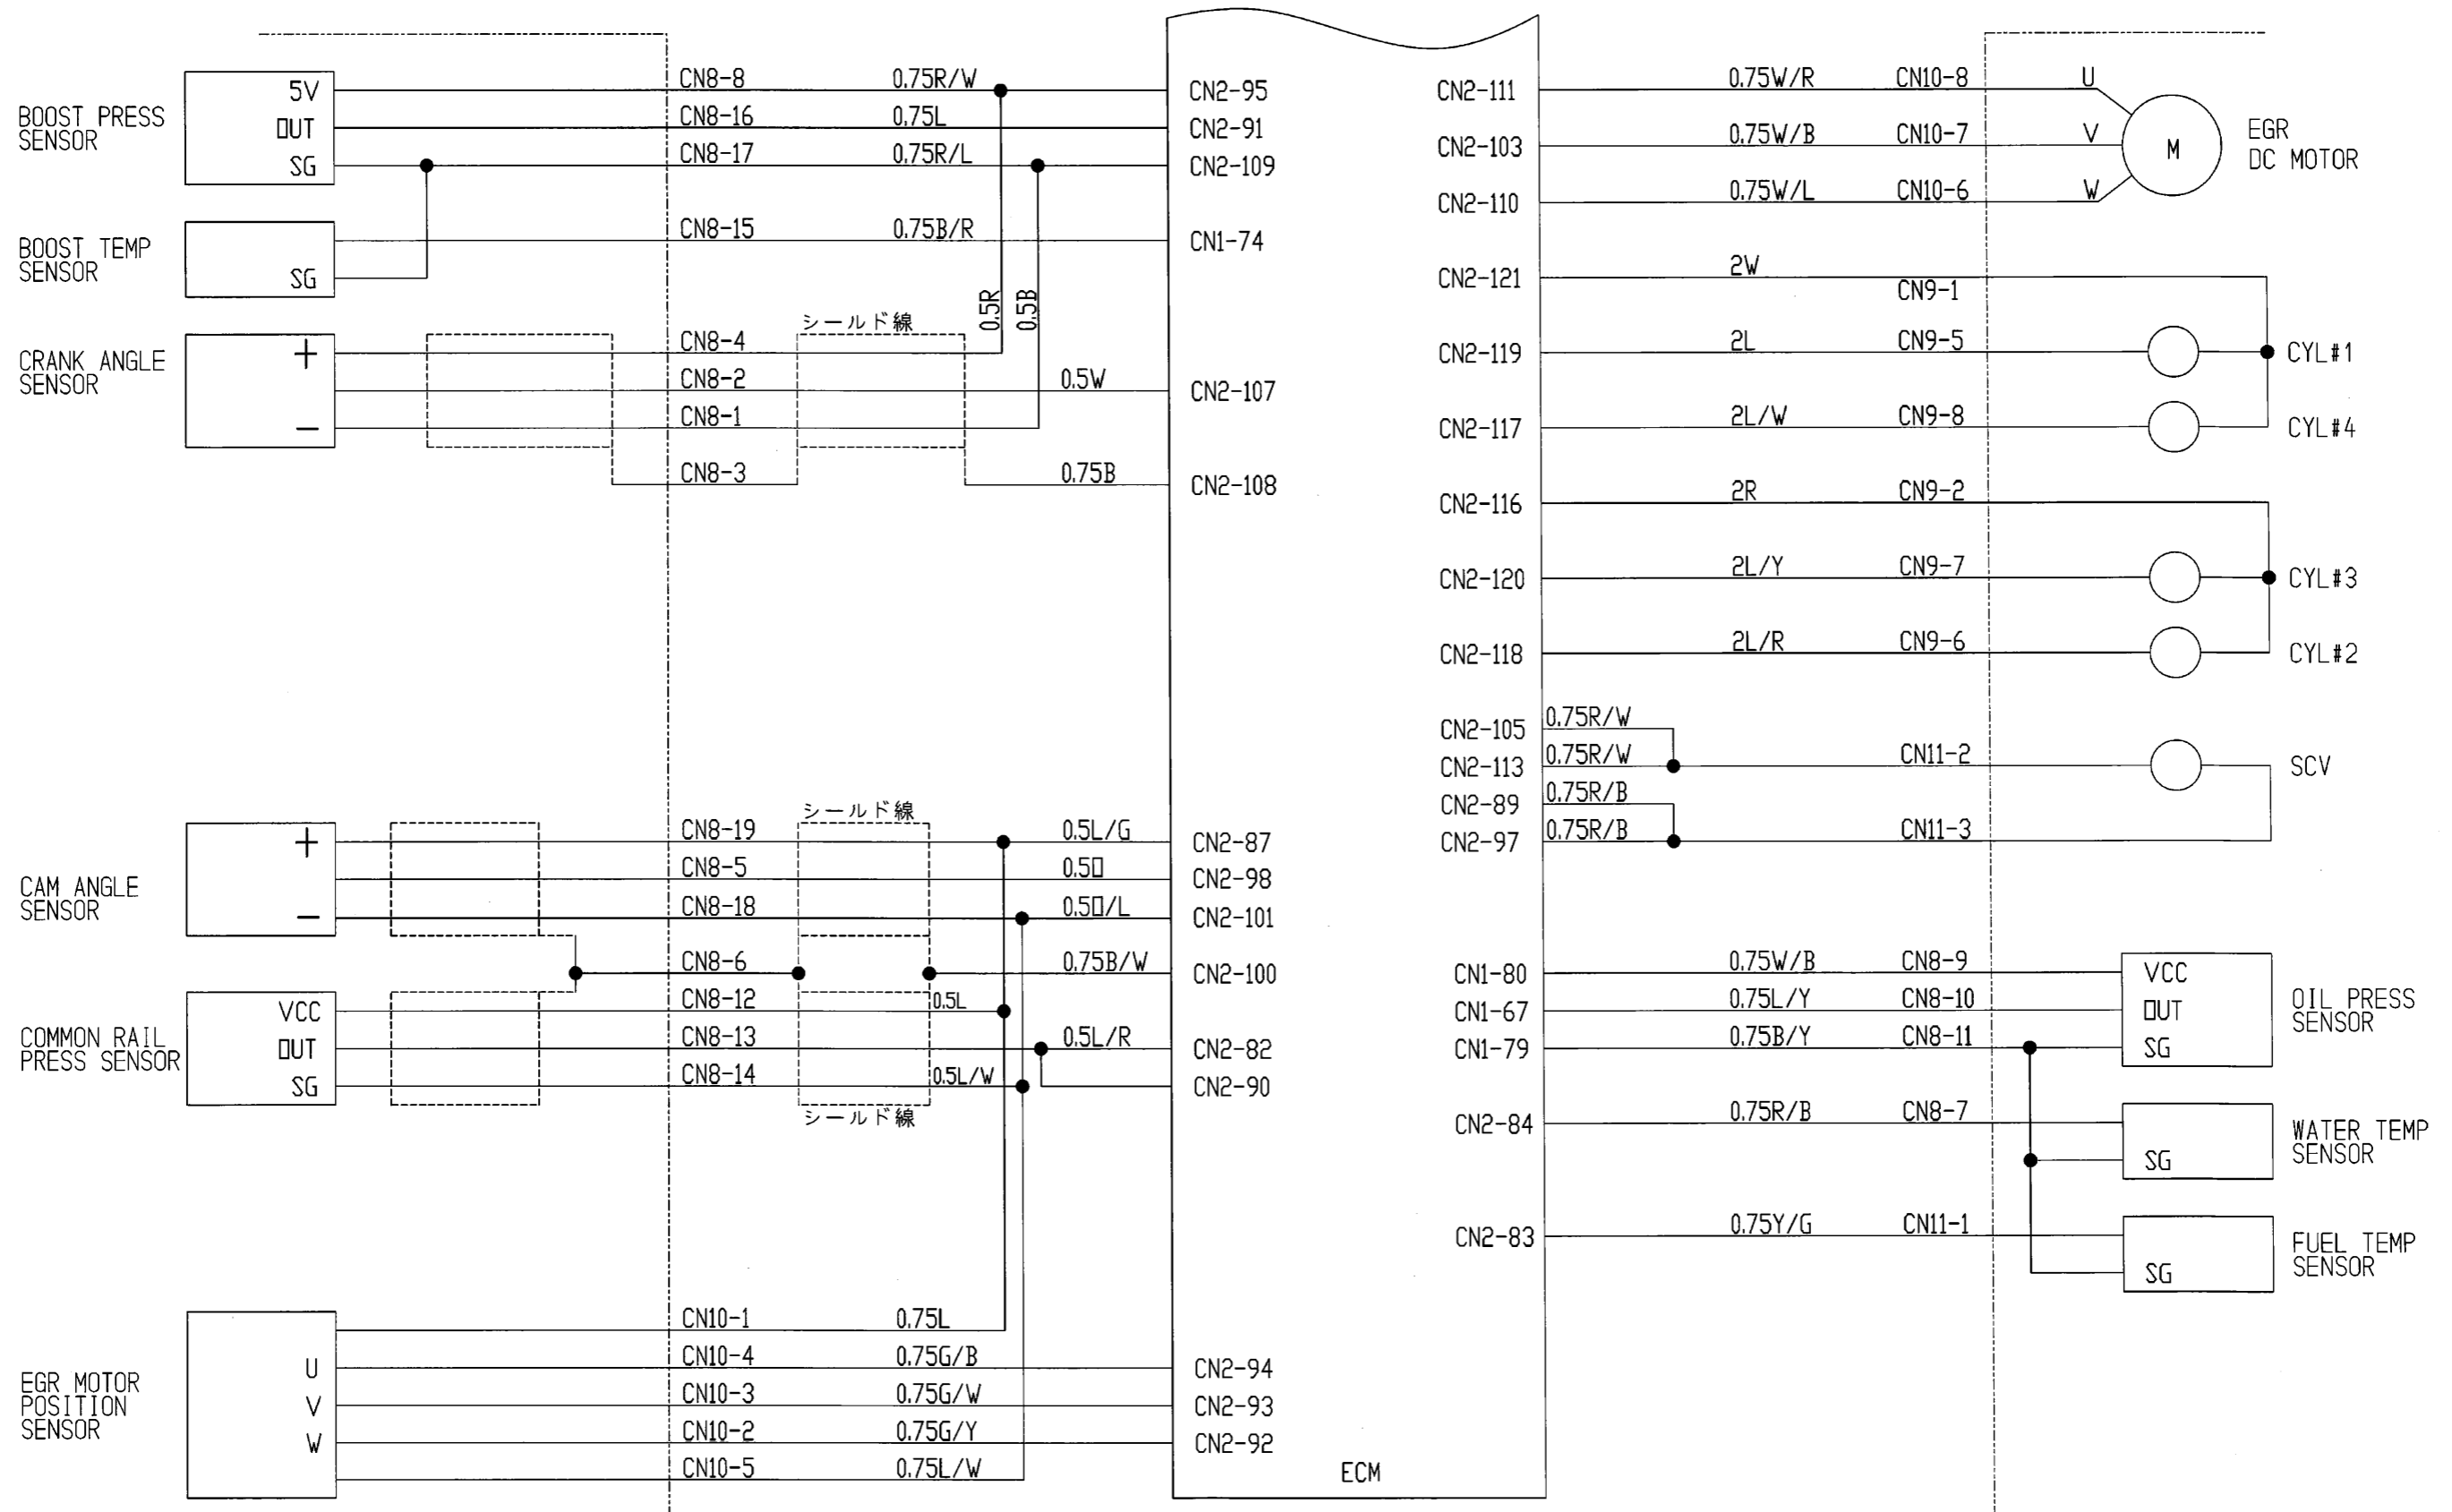 BOOST PRESS
SENSOR
5V
OUT
SG
CN8-8
0.75R/W
CN2-95
CN8-16
0.75L
CN2-91
CN8-17
0.75R/L
CN2-109
BOOST TEMP
SENSOR
SG
CN8-15
0.75B/R
CN1-74
0.5R
0.5B
CRANK ANGLE
SENSOR
+
−
シールド線
CN8-4
CN8-2
0.5W
CN2-107
CN8-1
CN8-3
0.75B
CN2-108
CAM ANGLE
SENSOR
+
−
シールド線
CN8-19
0.5L/G
CN2-87
CN8-5
0.5O
CN2-98
CN8-18
0.5O/L
CN2-101
CN8-6
0.75B/W
CN2-100
COMMON RAIL
PRESS SENSOR
VCC
OUT
SG
CN8-12
0.5L
CN8-13
0.5L/R
CN2-82
CN8-14
0.5L/W
CN2-90
シールド線
EGR MOTOR
POSITION
SENSOR
U
V
W
CN10-1
0.75L
CN10-4
0.75G/B
CN2-94
CN10-3
0.75G/W
CN2-93
CN10-2
0.75G/Y
CN2-92
CN10-5
0.75L/W
ECM
CN2-111
0.75W/R
CN10-8
U
CN2-103
0.75W/B
CN10-7
V
CN2-110
0.75W/L
CN10-6
W
M
EGR
DC MOTOR
CN2-121
2W
CN9-1
CN2-119
2L
CN9-5
CYL#1
CN2-117
2L/W
CN9-8
CYL#4
CN2-116
2R
CN9-2
CN2-120
2L/Y
CN9-7
CYL#3
CN2-118
2L/R
CN9-6
CYL#2
CN2-105
0.75R/W
CN2-113
0.75R/W
CN11-2
SCV
CN2-89
0.75R/B
CN2-97
0.75R/B
CN11-3
CN1-80
0.75W/B
CN8-9
VCC
CN1-67
0.75L/Y
CN8-10
OUT
CN1-79
0.75B/Y
CN8-11
SG
OIL PRESS
SENSOR
CN2-84
0.75R/B
CN8-7
SG
WATER TEMP
SENSOR
CN2-83
0.75Y/G
CN11-1
SG
FUEL TEMP
SENSOR